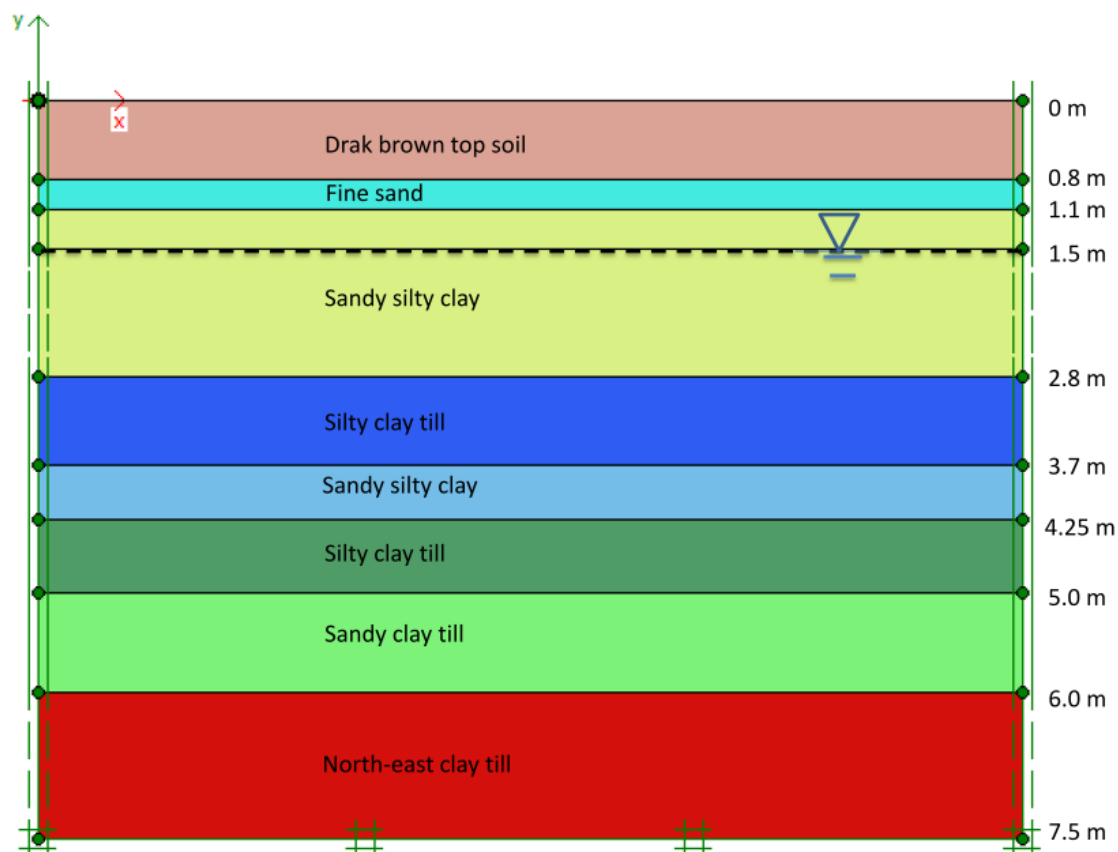 y
x
0 m
Drak brown top soil
0.8 m
Fine sand
1.1 m
1.5 m
Sandy silty clay
2.8 m
Silty clay till
3.7 m
Sandy silty clay
4.25 m
Silty clay till
5.0 m
Sandy clay till
6.0 m
North-east clay till
7.5 m